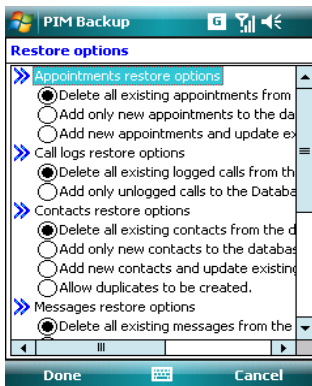 PIM Backup G
Restore options
Appointments restore options
Delete all existing appointments from
Add only new appointments to the da
Add new appointments and update ex
Call logs restore options
Delete all existing logged calls from th
Add only unlogged calls to the Databa
Contacts restore options
Delete all existing contacts from the d
Add only new contacts to the databas
Add new contacts and update existing
Allow duplicates to be created.
Messages restore options
Delete all existing messages from the
Done Cancel